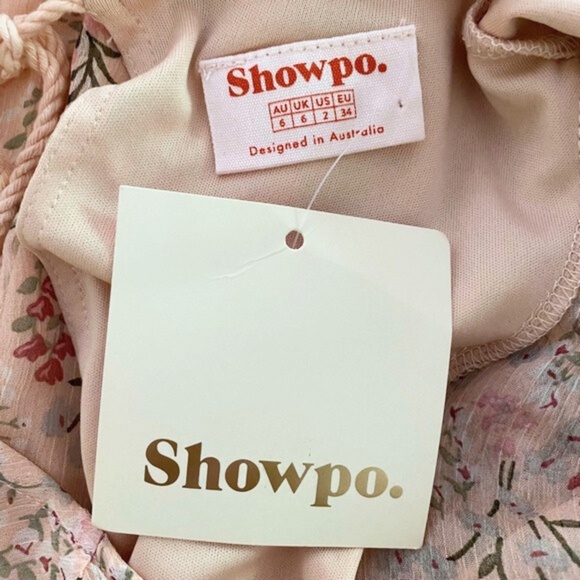 Showpo.
AU UK US EU
6 6 2 34
Designed in Australia
Showpo.